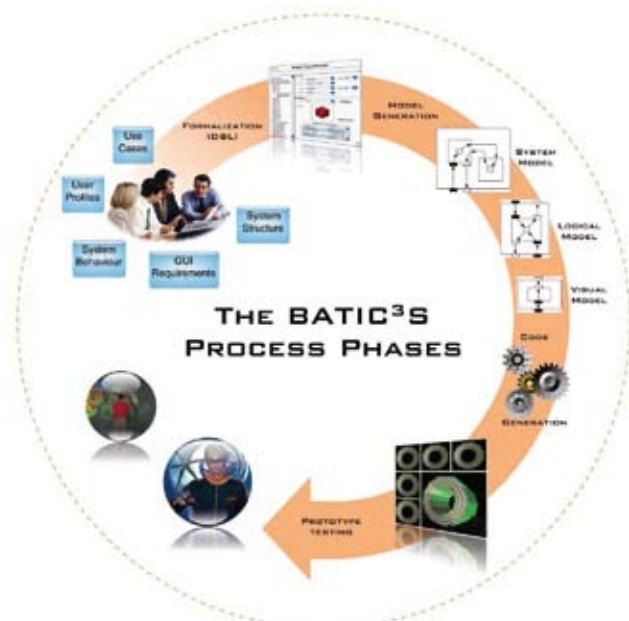 FORMALIZATION
(DSL)
MODEL
GENERATION
SYSTEM
MODEL
LOGICAL
MODEL
VISUAL
MODEL
CODE
GENERATION
PROTOTYPE
TESTING
Use
Cases
User
Profiles
System
Behaviour
GUI
Requirements
System
Structure
THE BATIC³S
PROCESS PHASES